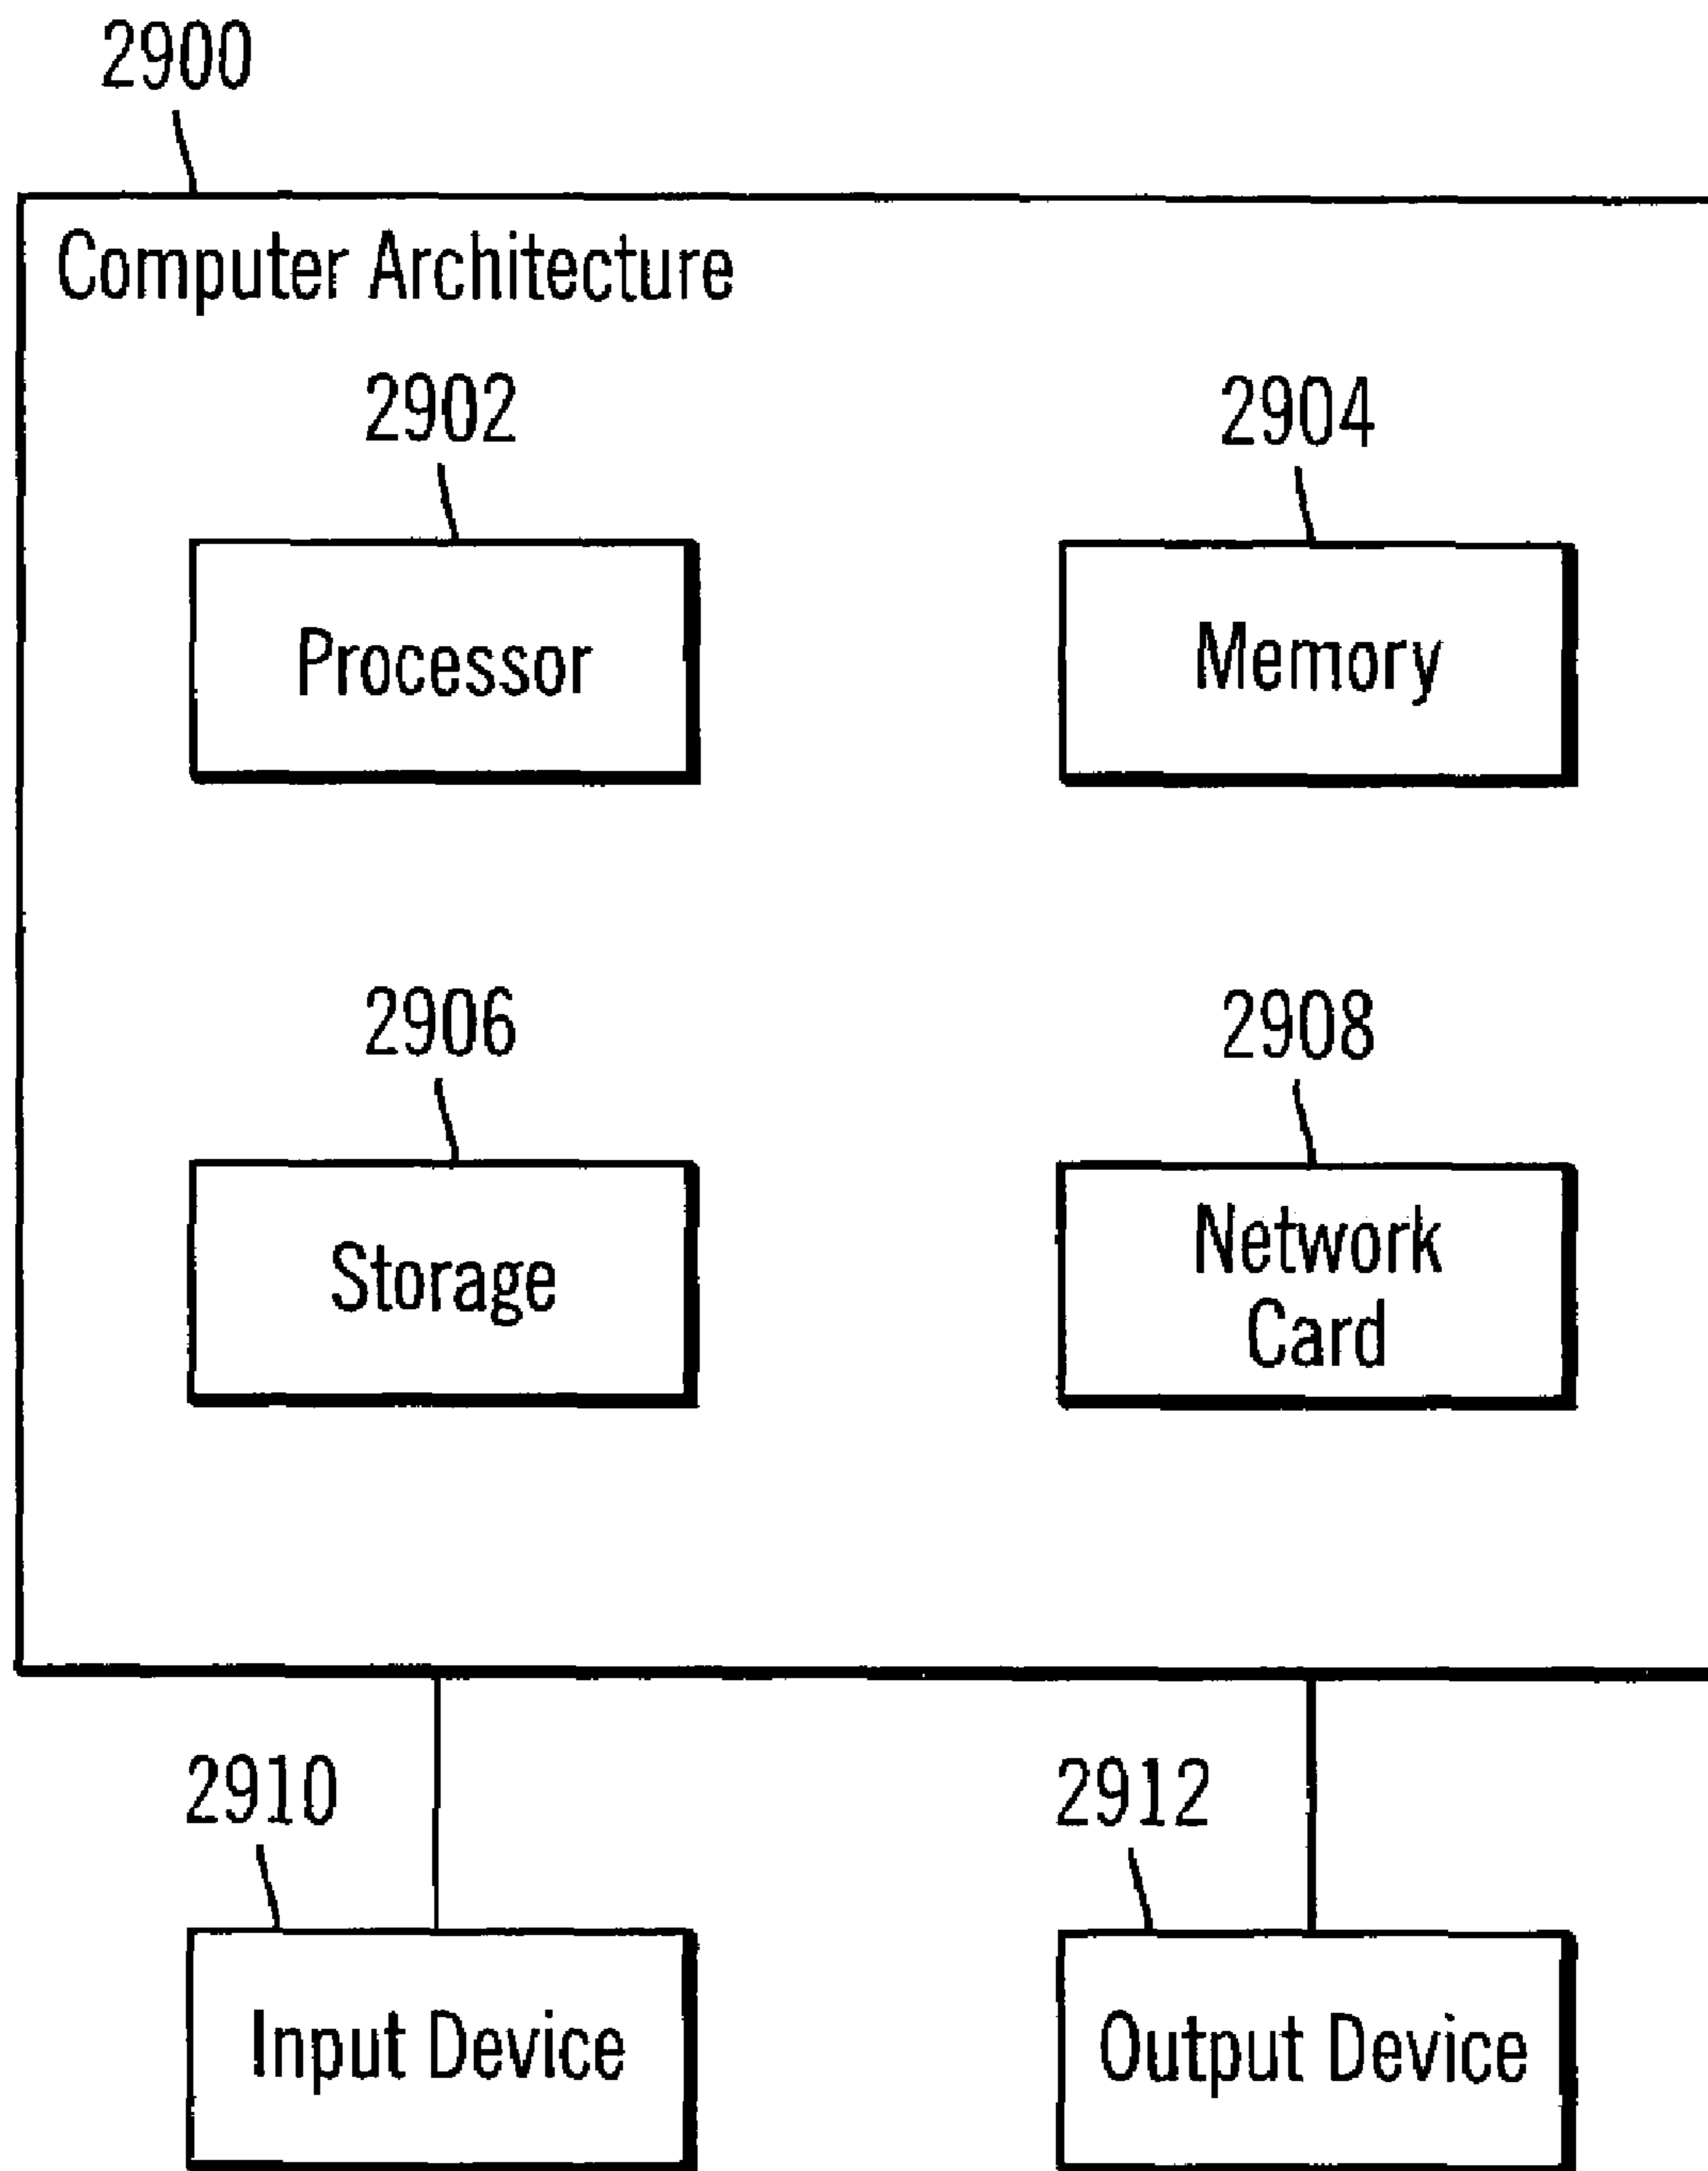 2900
Computer Architecture
2902
2904
Processor
Memory
2906
2908
Storage
Network
Card
2910
2912
Input Device
Output Device